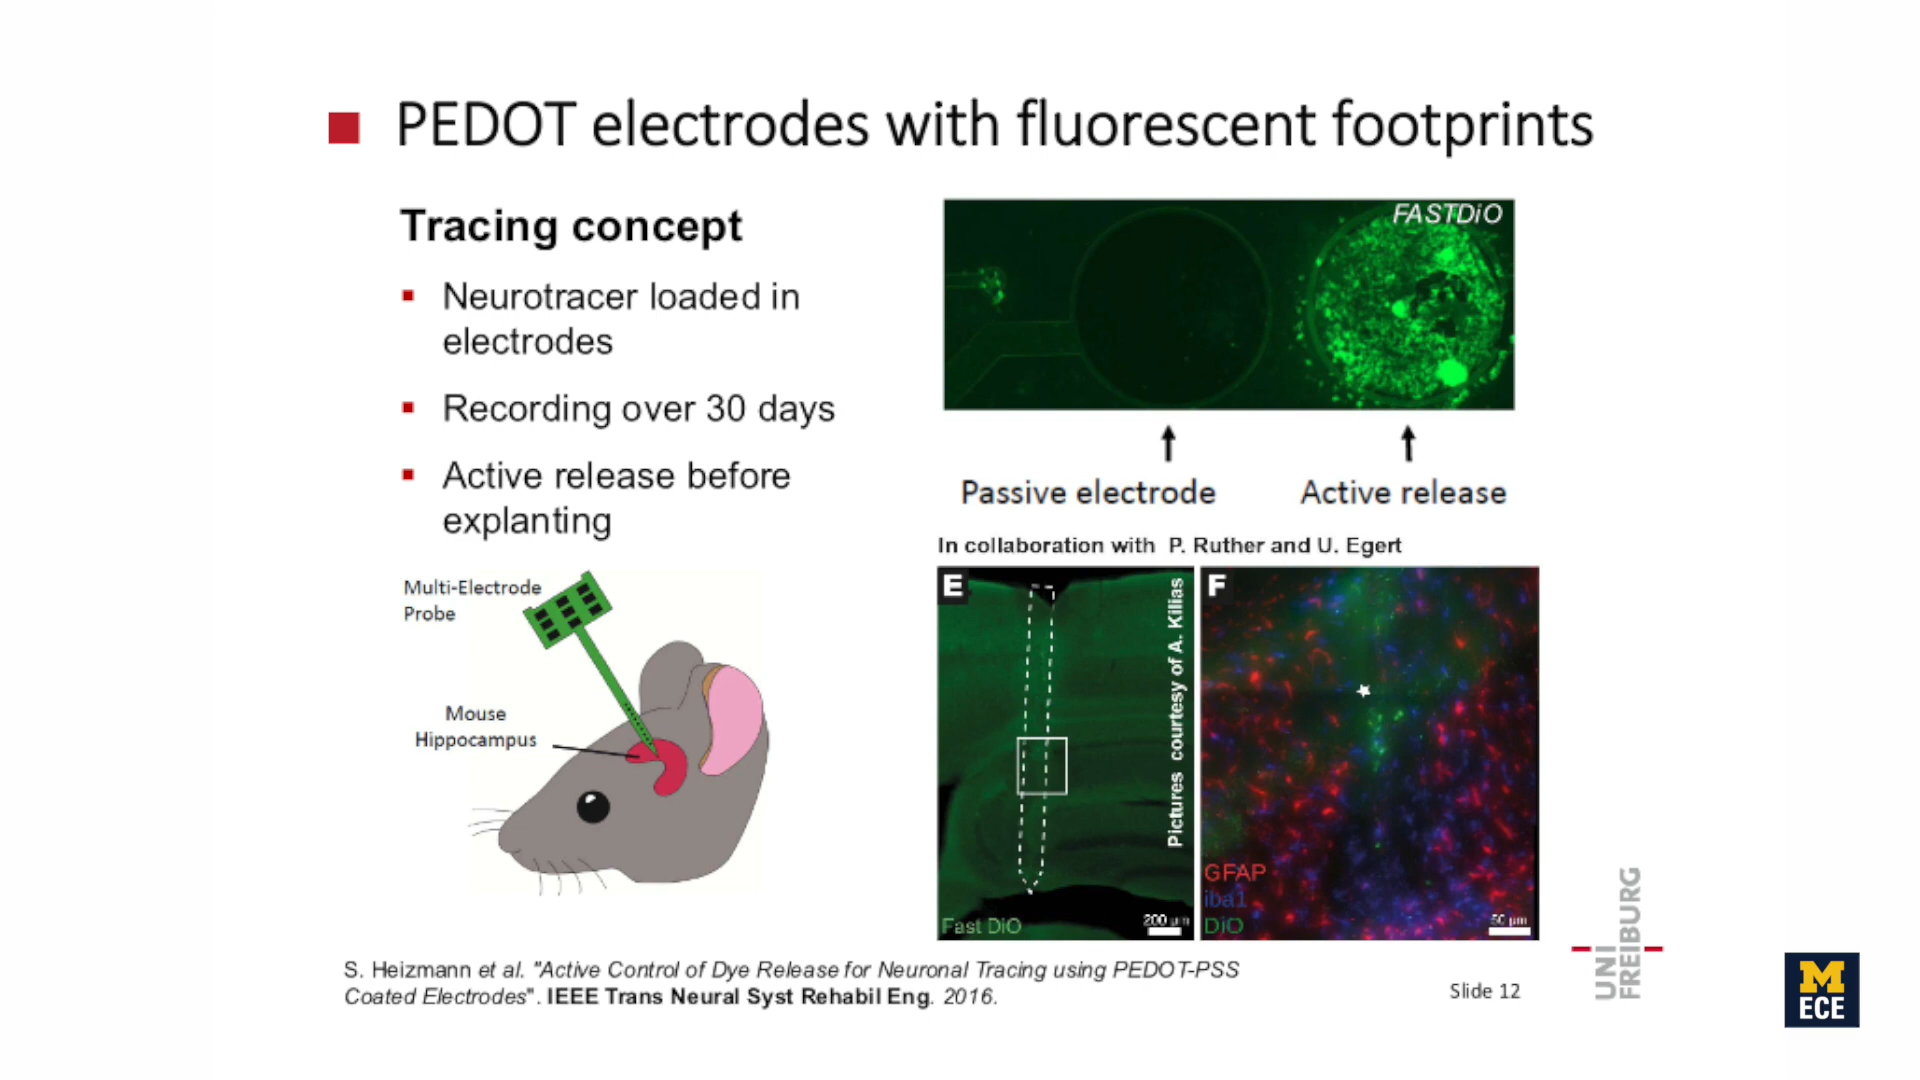 PEDOT electrodes with fluorescent footprints
Tracing concept
Neurotracer loaded in
electrodes
Recording over 30 days
Active release before
explanting
Multi-Electrode
Probe
Mouse
Hippocampus
FASTDiO
Passive electrode
Active release
In collaboration with P. Ruther and U. Egert
E
Pictures courtesy of A. Kilias
Fast DiO
200 µm
F
GFAP
iba1
DiO
50 µm
S. Heizmann et al. "Active Control of Dye Release for Neuronal Tracing using PEDOT-PSS
Coated Electrodes". IEEE Trans Neural Syst Rehabil Eng. 2016.
Slide 12
UNI
FREIBURG
M
ECE